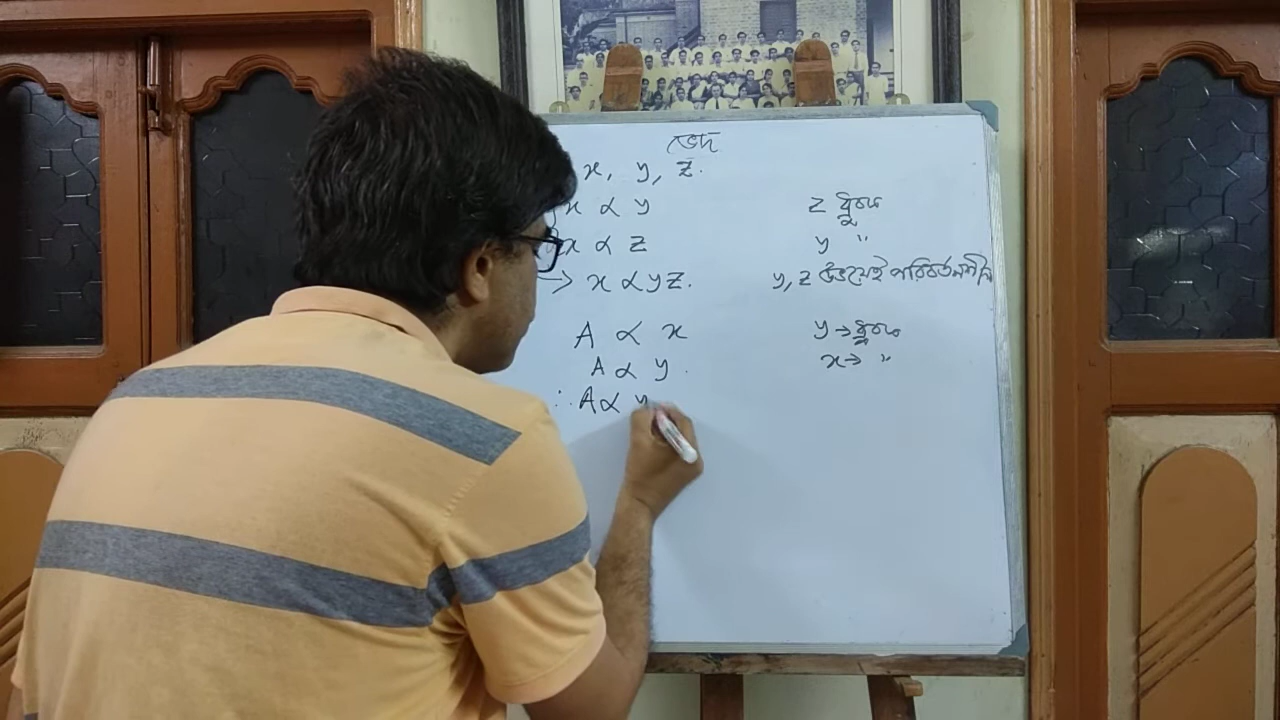 ভেদ
x, y, z.
x ∝ y z ধ্রুবক
x ∝ z y "
→ x ∝ yz. y, z উভয়েই পরিবর্তনশীল
A ∝ x y → ধ্রুবক
A ∝ y. x → "
∴ A ∝